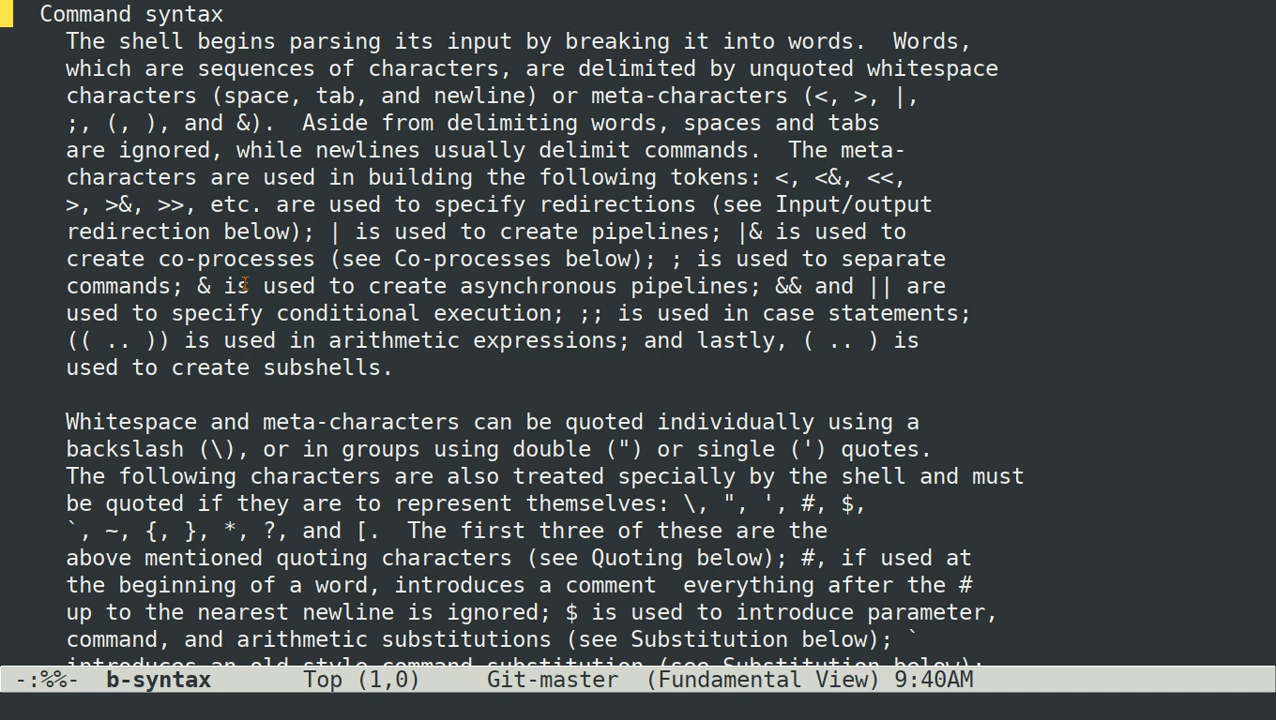 Command syntax
The shell begins parsing its input by breaking it into words.  Words,
which are sequences of characters, are delimited by unquoted whitespace
characters (space, tab, and newline) or meta-characters (<, >, |,
;, (, ), and &).  Aside from delimiting words, spaces and tabs
are ignored, while newlines usually delimit commands.  The meta-
characters are used in building the following tokens: <, <&, <<,
>, >&, >>, etc. are used to specify redirections (see Input/output
redirection below); | is used to create pipelines; |& is used to
create co-processes (see Co-processes below); ; is used to separate
commands; & is used to create asynchronous pipelines; && and || are
used to specify conditional execution; ;; is used in case statements;
(( .. )) is used in arithmetic expressions; and lastly, ( .. ) is
used to create subshells.
Whitespace and meta-characters can be quoted individually using a
backslash (\), or in groups using double (") or single (') quotes.
The following characters are also treated specially by the shell and must
be quoted if they are to represent themselves: \, ", ', #, $,
`, ~, {, }, *, ?, and [.  The first three of these are the
above mentioned quoting characters (see Quoting below); #, if used at
the beginning of a word, introduces a comment  everything after the #
up to the nearest newline is ignored; $ is used to introduce parameter,
command, and arithmetic substitutions (see Substitution below); `
introduces an old-style command substitution (see Substitution below);
-:%%-  b-syntax       Top (1,0)     Git-master  (Fundamental View) 9:40AM